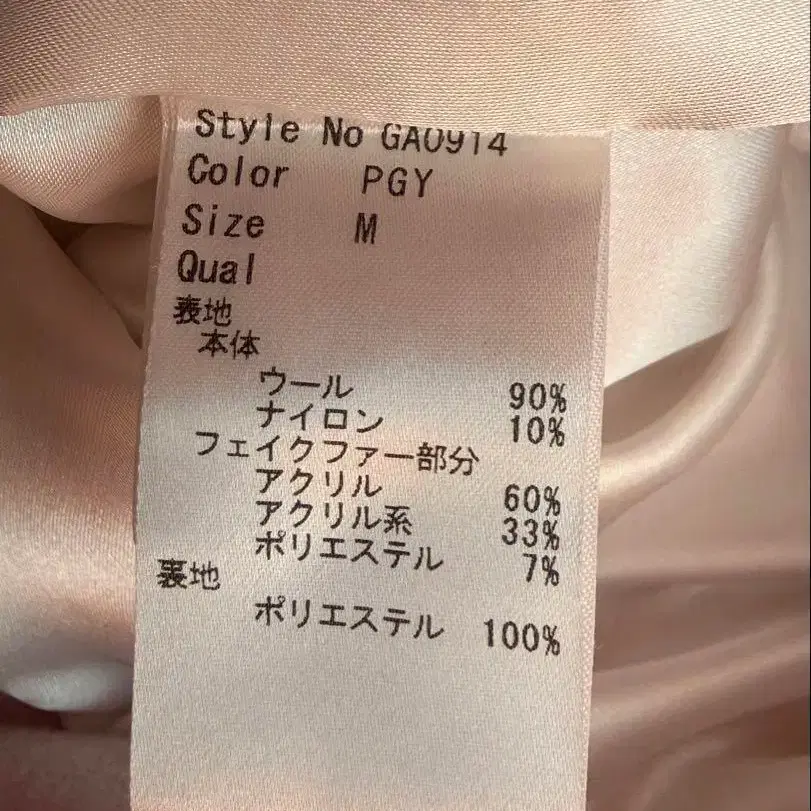 Style No GA0914
Color PGY
Size M
Qual
表地
本体
ウール 90%
ナイロン 10%
フェイクファー部分
アクリル 60%
アクリル系 33%
ポリエステル 7%
裏地
ポリエステル 100%